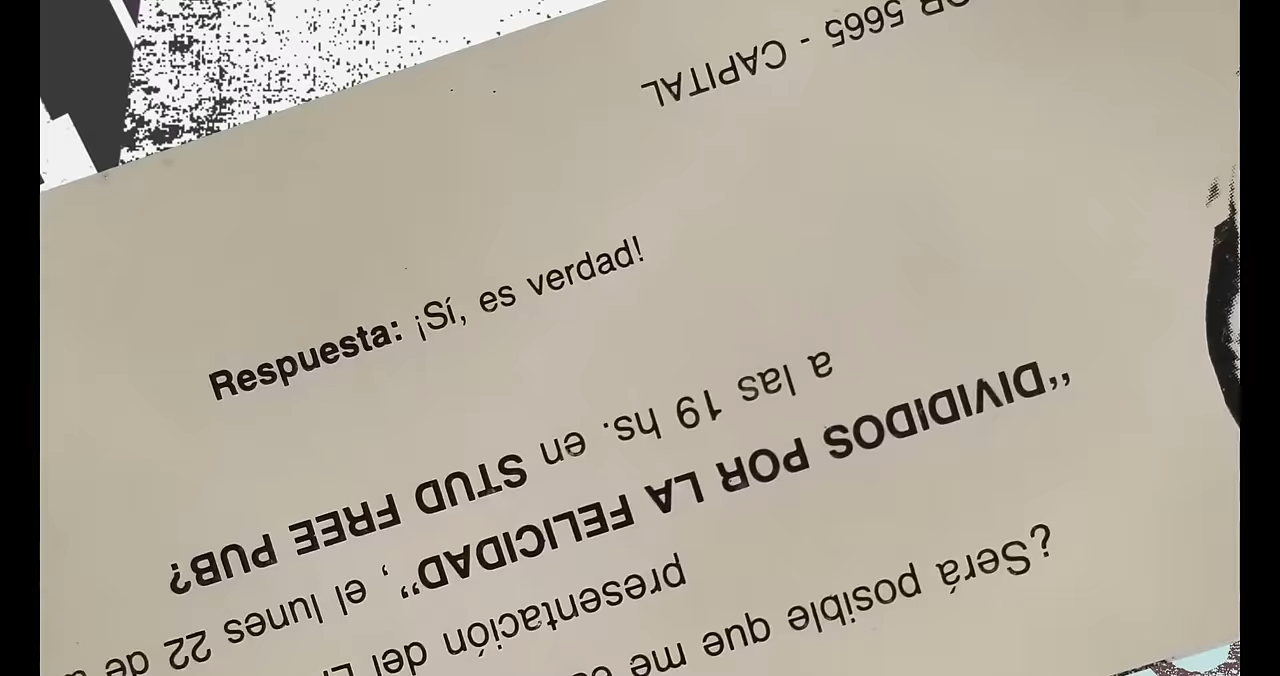 ¿Será posible que me
presentación del
“DIVIDIDOS POR LA FELICIDAD”, el lunes 22 de
a las 19 hs. en STUD FREE PUB?
Respuesta: ¡Sí, es verdad!
5665 - CAPITAL